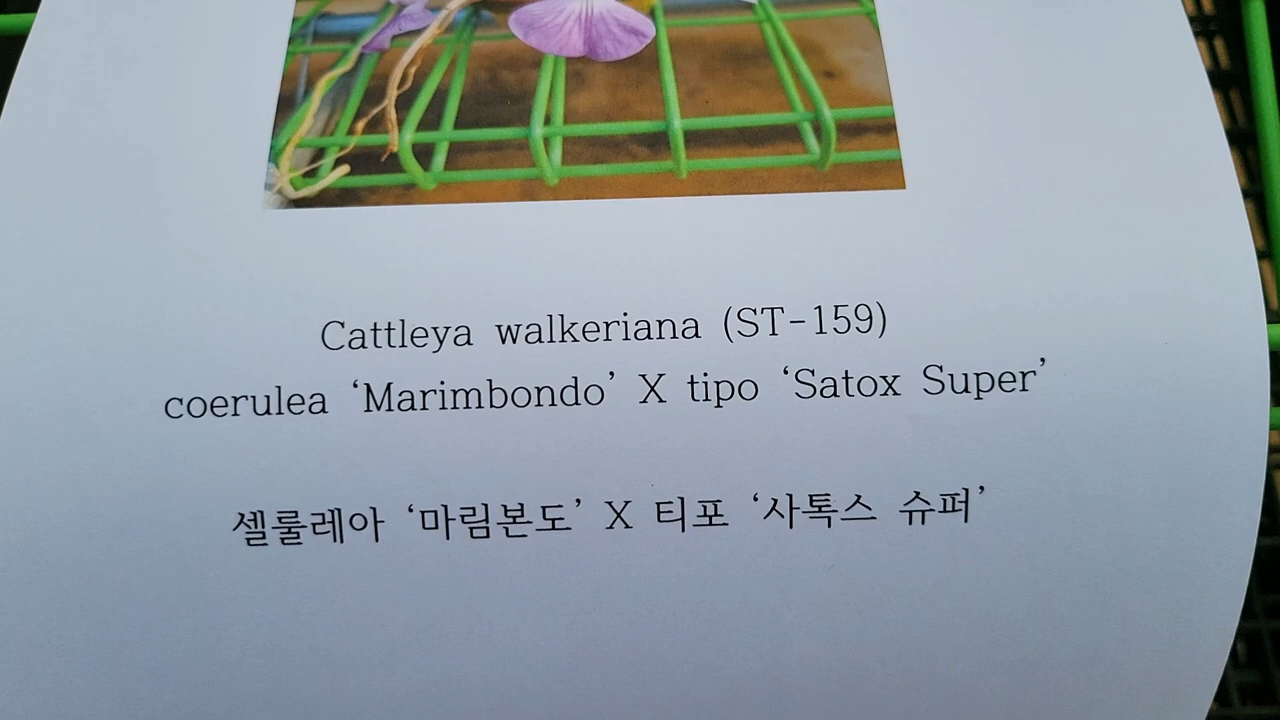 Cattleya walkeriana (ST-159)
coerulea ‘Marimbondo’ X tipo ‘Satox Super’
셀룰레아 ‘마림본도’ X 티포 ‘사톡스 슈퍼’